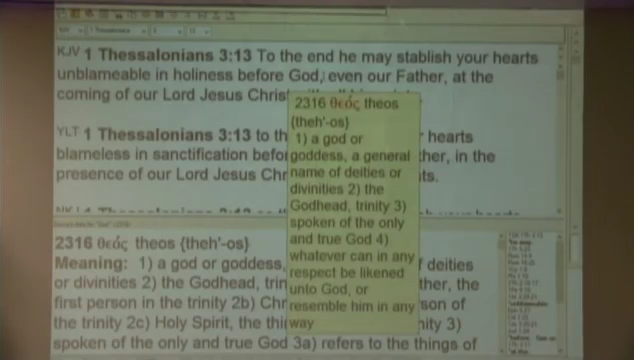 KJV 1 Thessalonians 3:13 To the end he may stablish your hearts
unblameable in holiness before God, even our Father, at the
coming of our Lord Jesus Christ
YLT 1 Thessalonians 3:13 to th
r hearts
blameless in sanctification befor
ther, in the
presence of our Lord Jesus Chr
ts.
2316 θεός theos
{theh'-os}
1) a god or
goddess, a general
name of deities or
divinities 2) the
Godhead, trinity 3)
spoken of the only
and true God 4)
whatever can in any
respect be likened
unto God, or
resemble him in any
way
2316 θεός theos {theh'-os}
Meaning: 1) a god or goddess,
f deities
or divinities 2) the Godhead, trin
ther, the
first person in the trinity 2b) Chr
son of
the trinity 2c) Holy Spirit, the thi
nity 3)
spoken of the only and true God 3a) refers to the things of